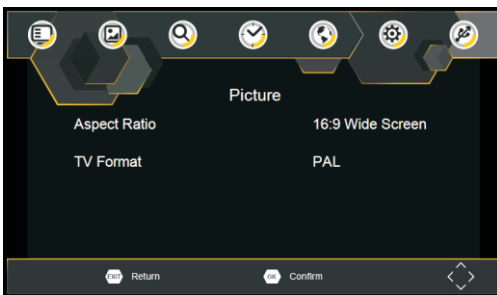 Picture
Aspect Ratio 16:9 Wide Screen
TV Format PAL
EXIT Return OK Confirm